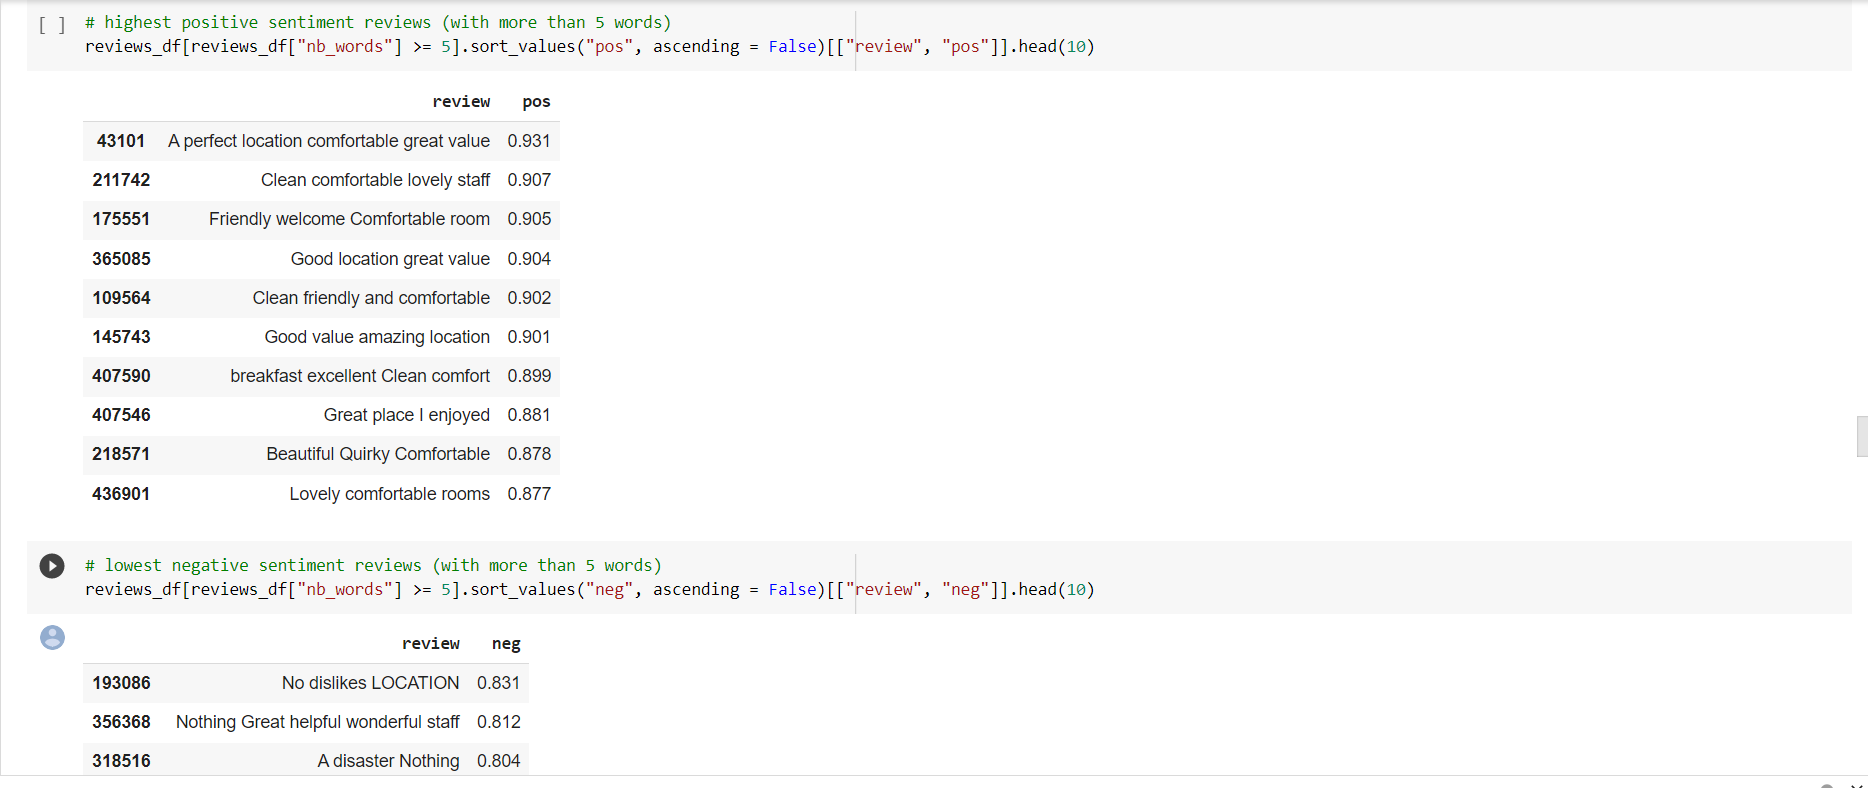 [ ] # highest positive sentiment reviews (with more than 5 words)
reviews_df[reviews_df["nb_words"] >= 5].sort_values("pos", ascending = False)[["review", "pos"]].head(10)
review pos
43101 A perfect location comfortable great value 0.931
211742 Clean comfortable lovely staff 0.907
175551 Friendly welcome Comfortable room 0.905
365085 Good location great value 0.904
109564 Clean friendly and comfortable 0.902
145743 Good value amazing location 0.901
407590 breakfast excellent Clean comfort 0.899
407546 Great place I enjoyed 0.881
218571 Beautiful Quirky Comfortable 0.878
436901 Lovely comfortable rooms 0.877
# lowest negative sentiment reviews (with more than 5 words)
reviews_df[reviews_df["nb_words"] >= 5].sort_values("neg", ascending = False)[["review", "neg"]].head(10)
review neg
193086 No dislikes LOCATION 0.831
356368 Nothing Great helpful wonderful staff 0.812
318516 A disaster Nothing 0.804